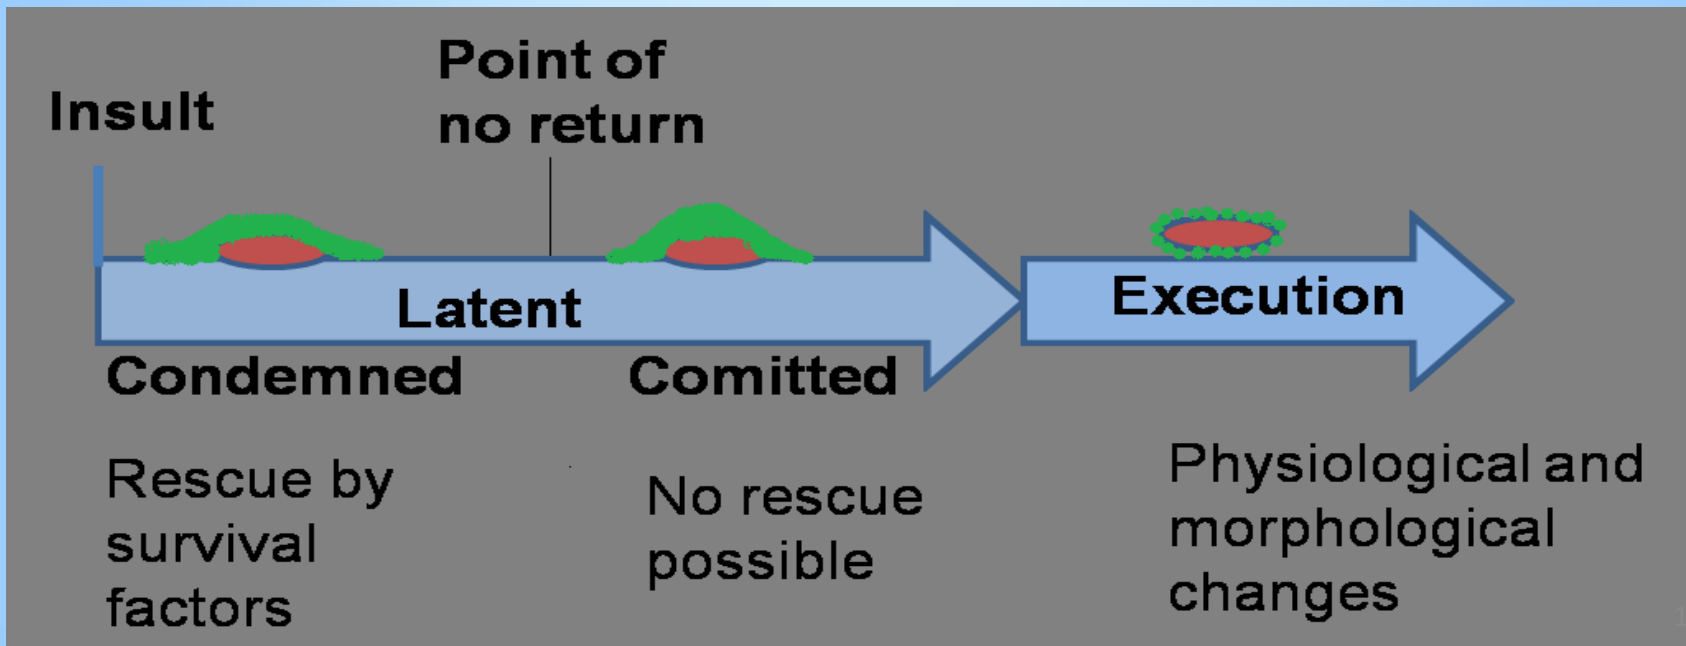 Insult
Point of
no return
Latent
Execution
Condemned
Comitted
Rescue by
survival
factors
No rescue
possible
Physiological and
morphological
changes